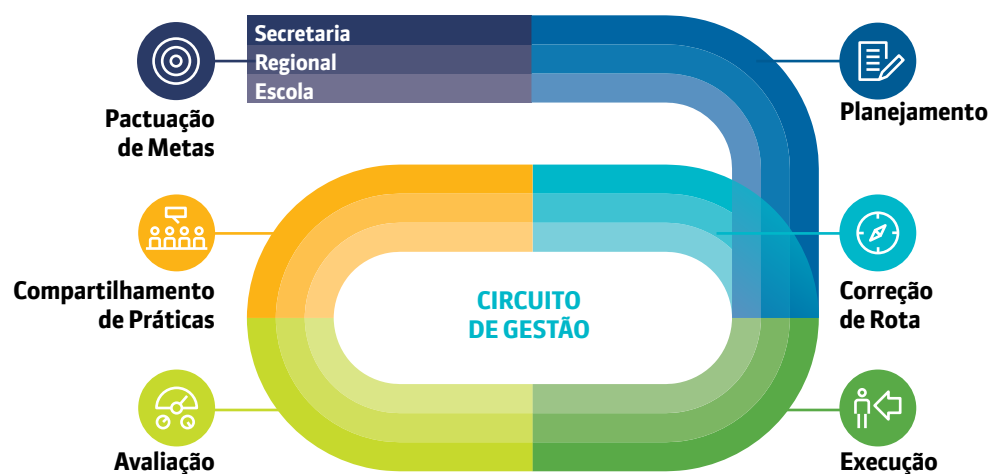 Secretaria
Regional
Escola
Pactuação
de Metas
Planejamento
Compartilhamento
de Práticas
CIRCUITO
DE GESTÃO
Correção
de Rota
Avaliação
Execução